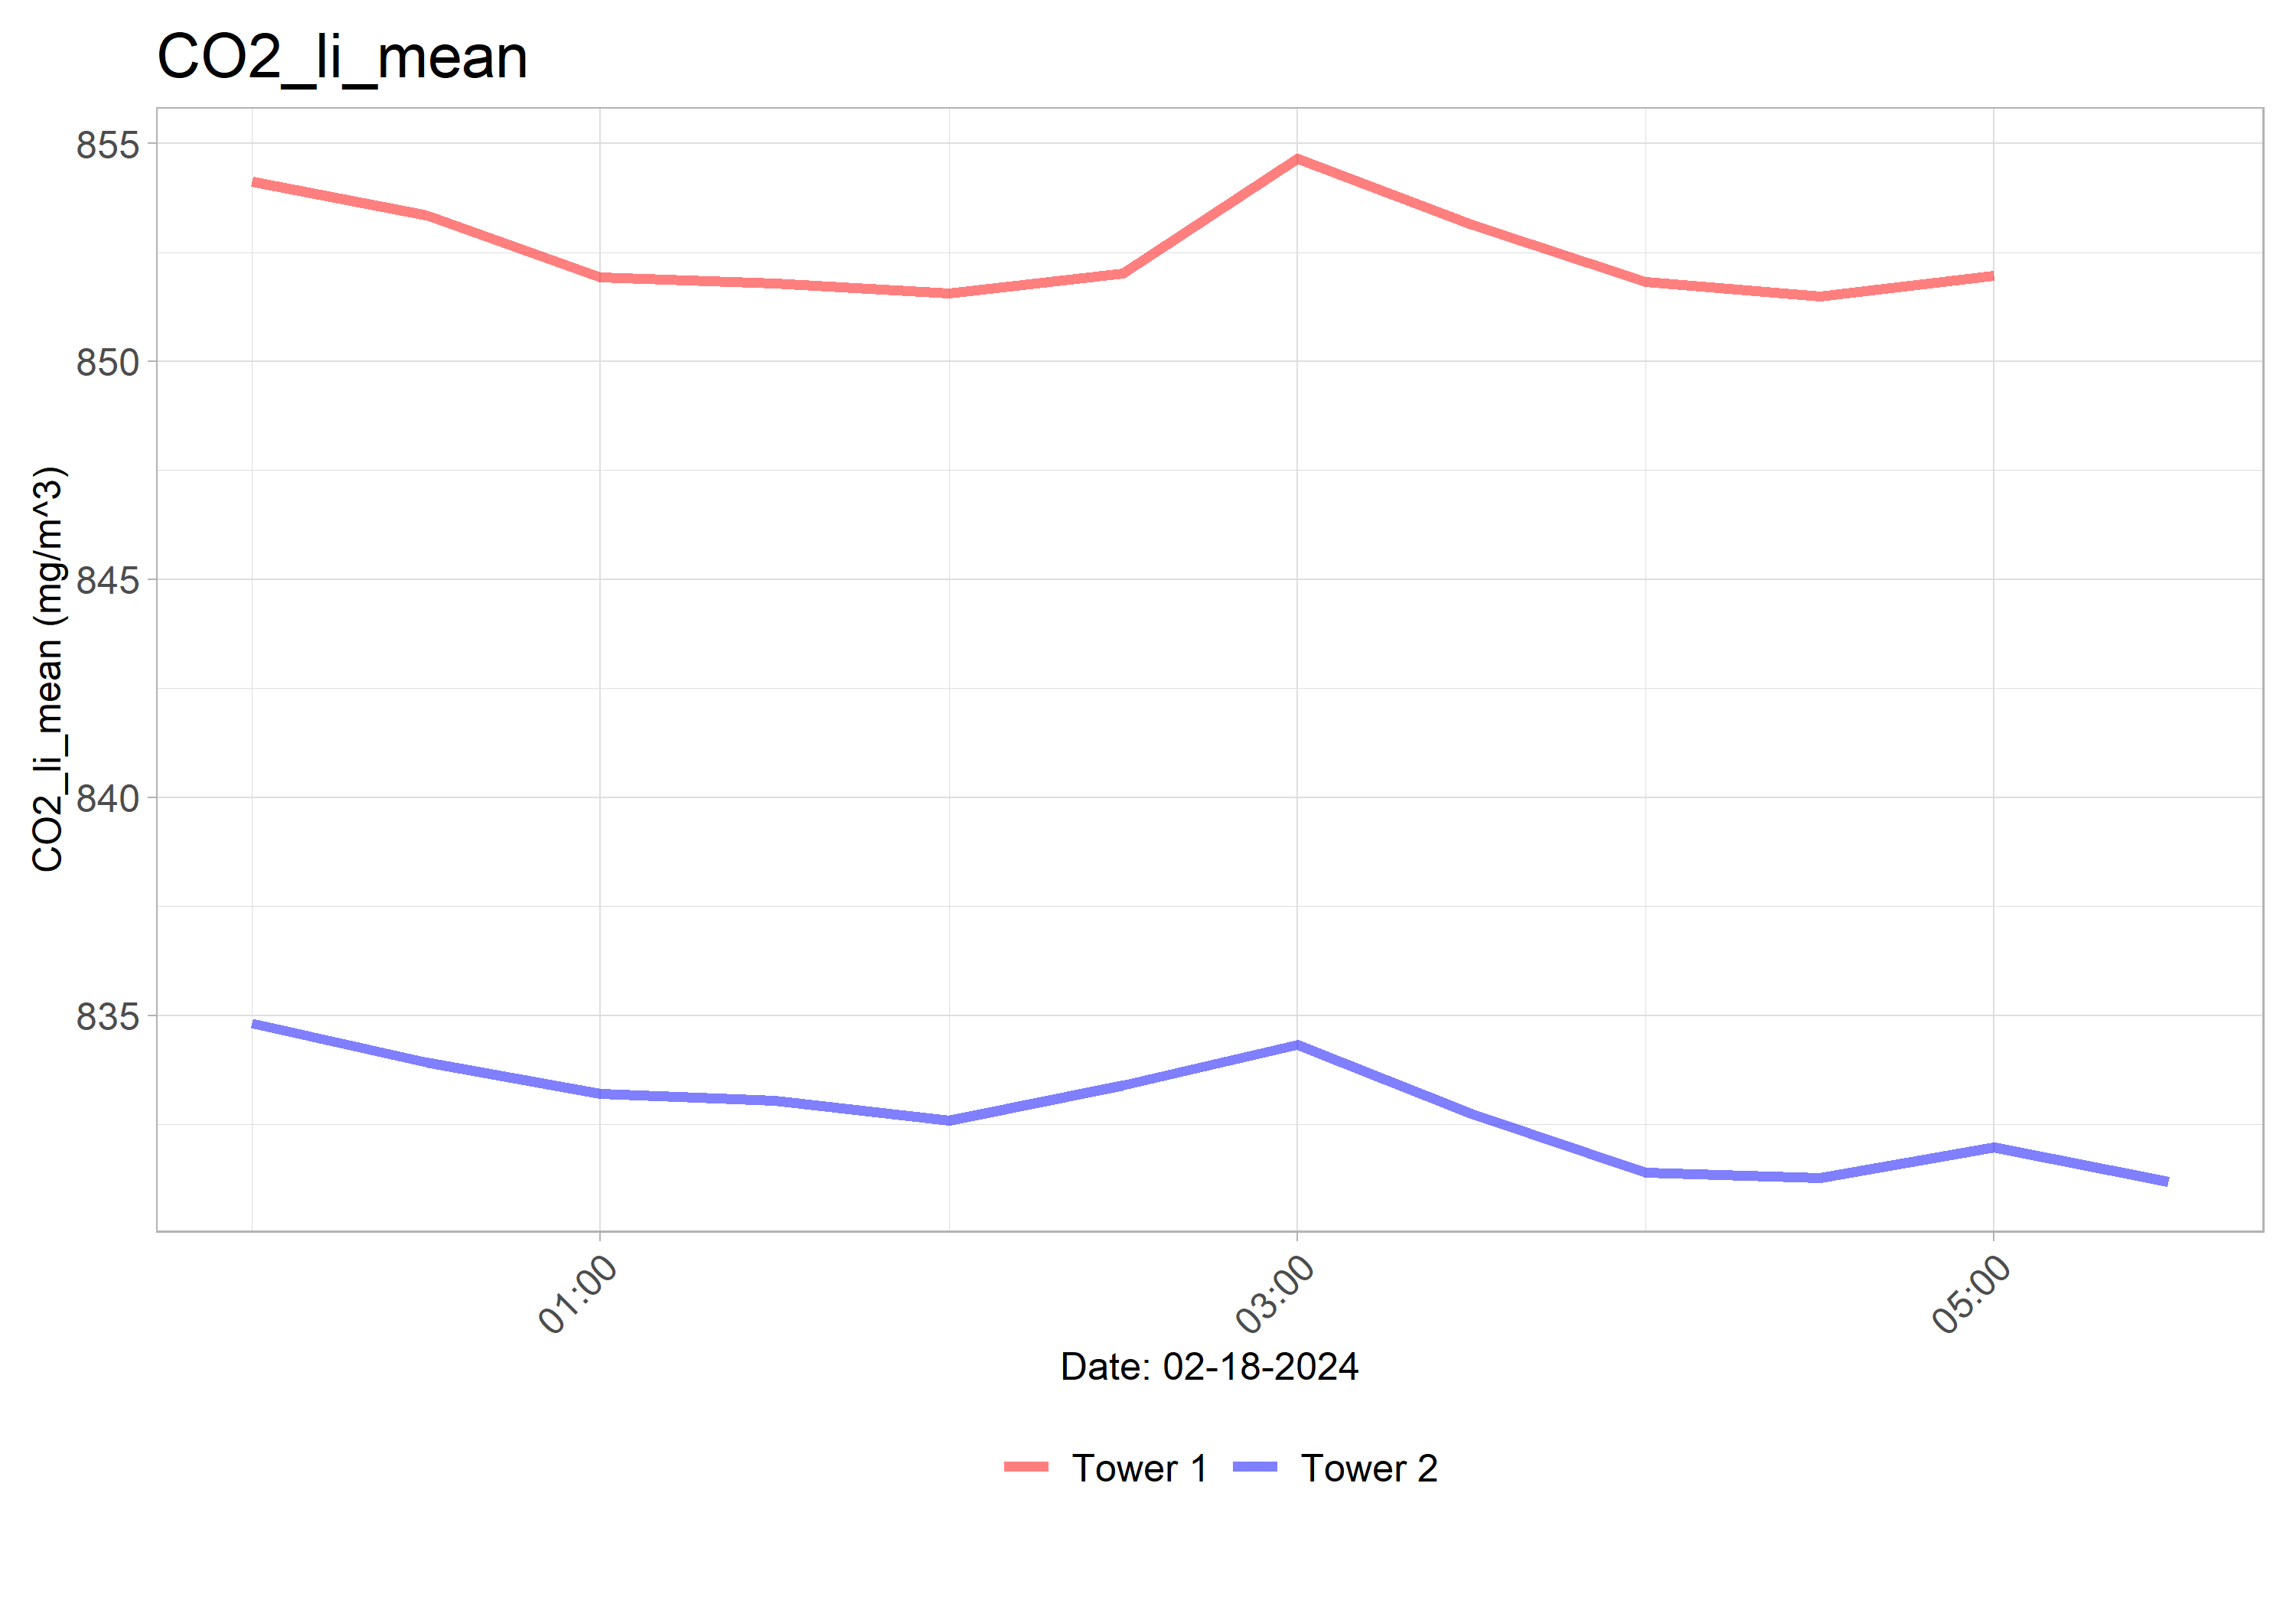 CO2_li_mean
CO2_li_mean (mg/m^3)
855
850
845
840
835
01:00
03:00
05:00
Date: 02-18-2024
Tower 1
Tower 2